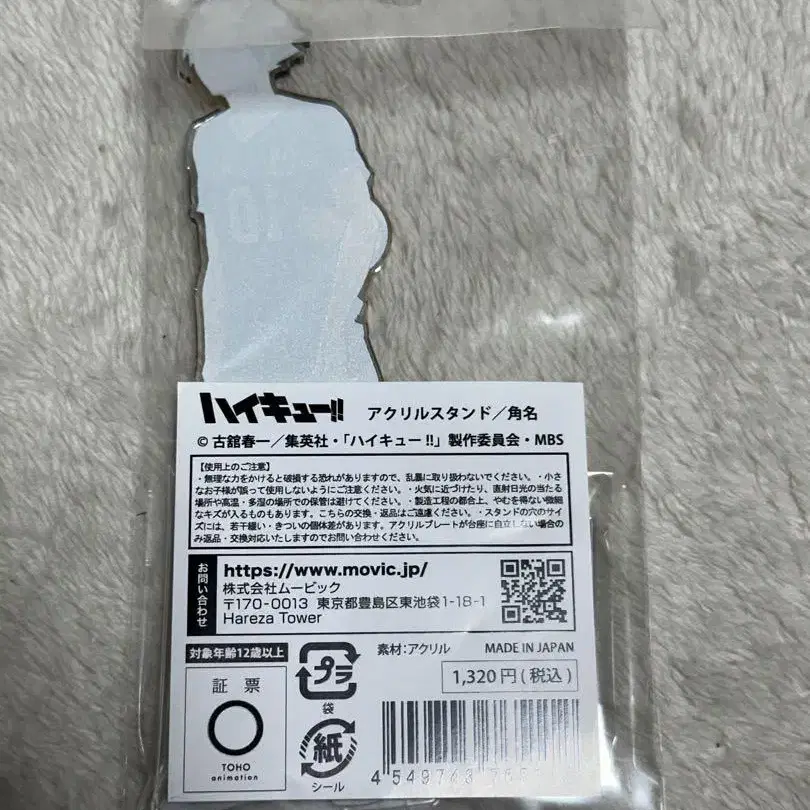 ハイキュー!! アクリルスタンド／角名
© 古舘春一／集英社・「ハイキュー!!」製作委員会・MBS
【使用上のご注意】
・無理な力をかけると破損する恐れがありますので、乱暴に取り扱わないでください。・小さ
なお子様が誤って使用しないようにご注意ください。・火気に近づけたり、直射日光の当たる
場所や高温・多湿の場所での保管は避けてください。・製造工程の都合上、やむを得ない微細
なキズが入るものもあります。こちらの交換・返品はご遠慮ください。・スタンドの穴のサイ
ズには、若干緩い・きついの個体差があります。アクリルプレートが台座に自立しない場合の
み返品・交換対応いたしますのでお問い合わせください。
お問い合わせ
https://www.movic.jp/
株式会社ムービック
〒170-0013 東京都豊島区東池袋1-18-1
Hareza Tower
対象年齢12歳以上
証票
TOHO
animation
プラ
袋
紙
シール
素材:アクリル MADE IN JAPAN
1,320円(税込)
4 549743